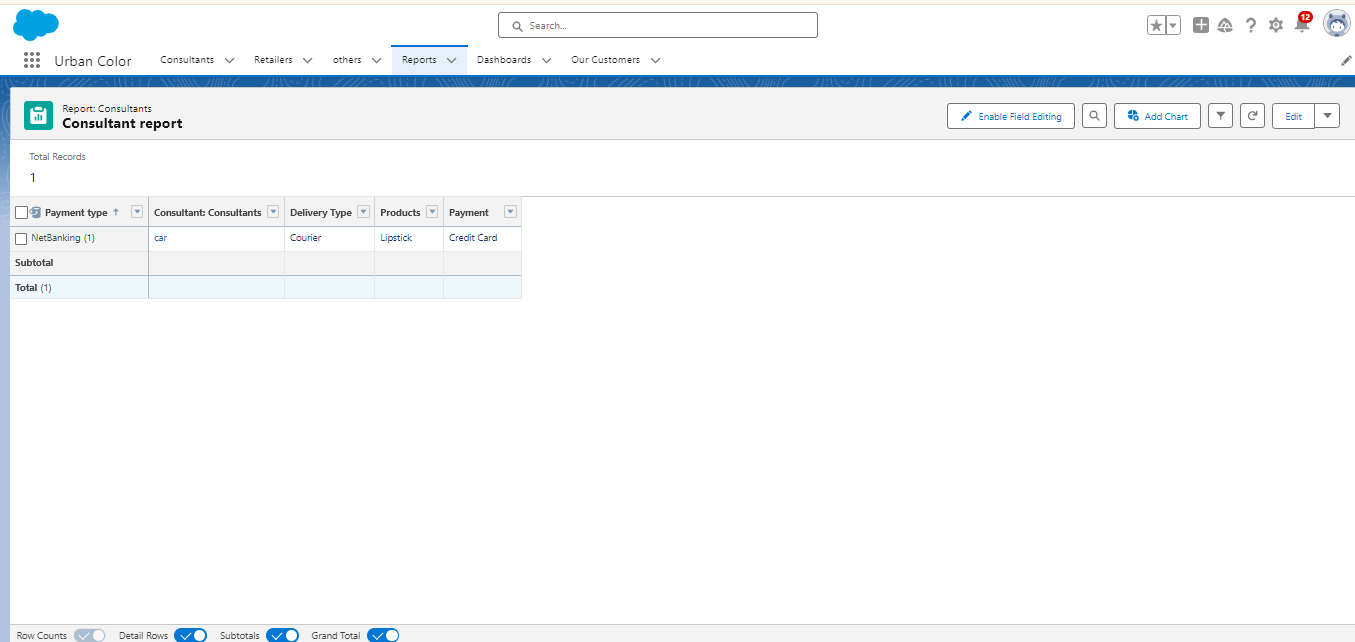 Search...
12
Urban Color Consultants Retailers others Reports Dashboards Our Customers
Report: Consultants
Consultant report
Enable Field Editing Add Chart Edit
Total Records
1
Payment type ↑ Consultant: Consultants Delivery Type Products Payment
NetBanking (1) car Courier Lipstick Credit Card
Subtotal
Total (1)
Row Counts Detail Rows Subtotals Grand Total